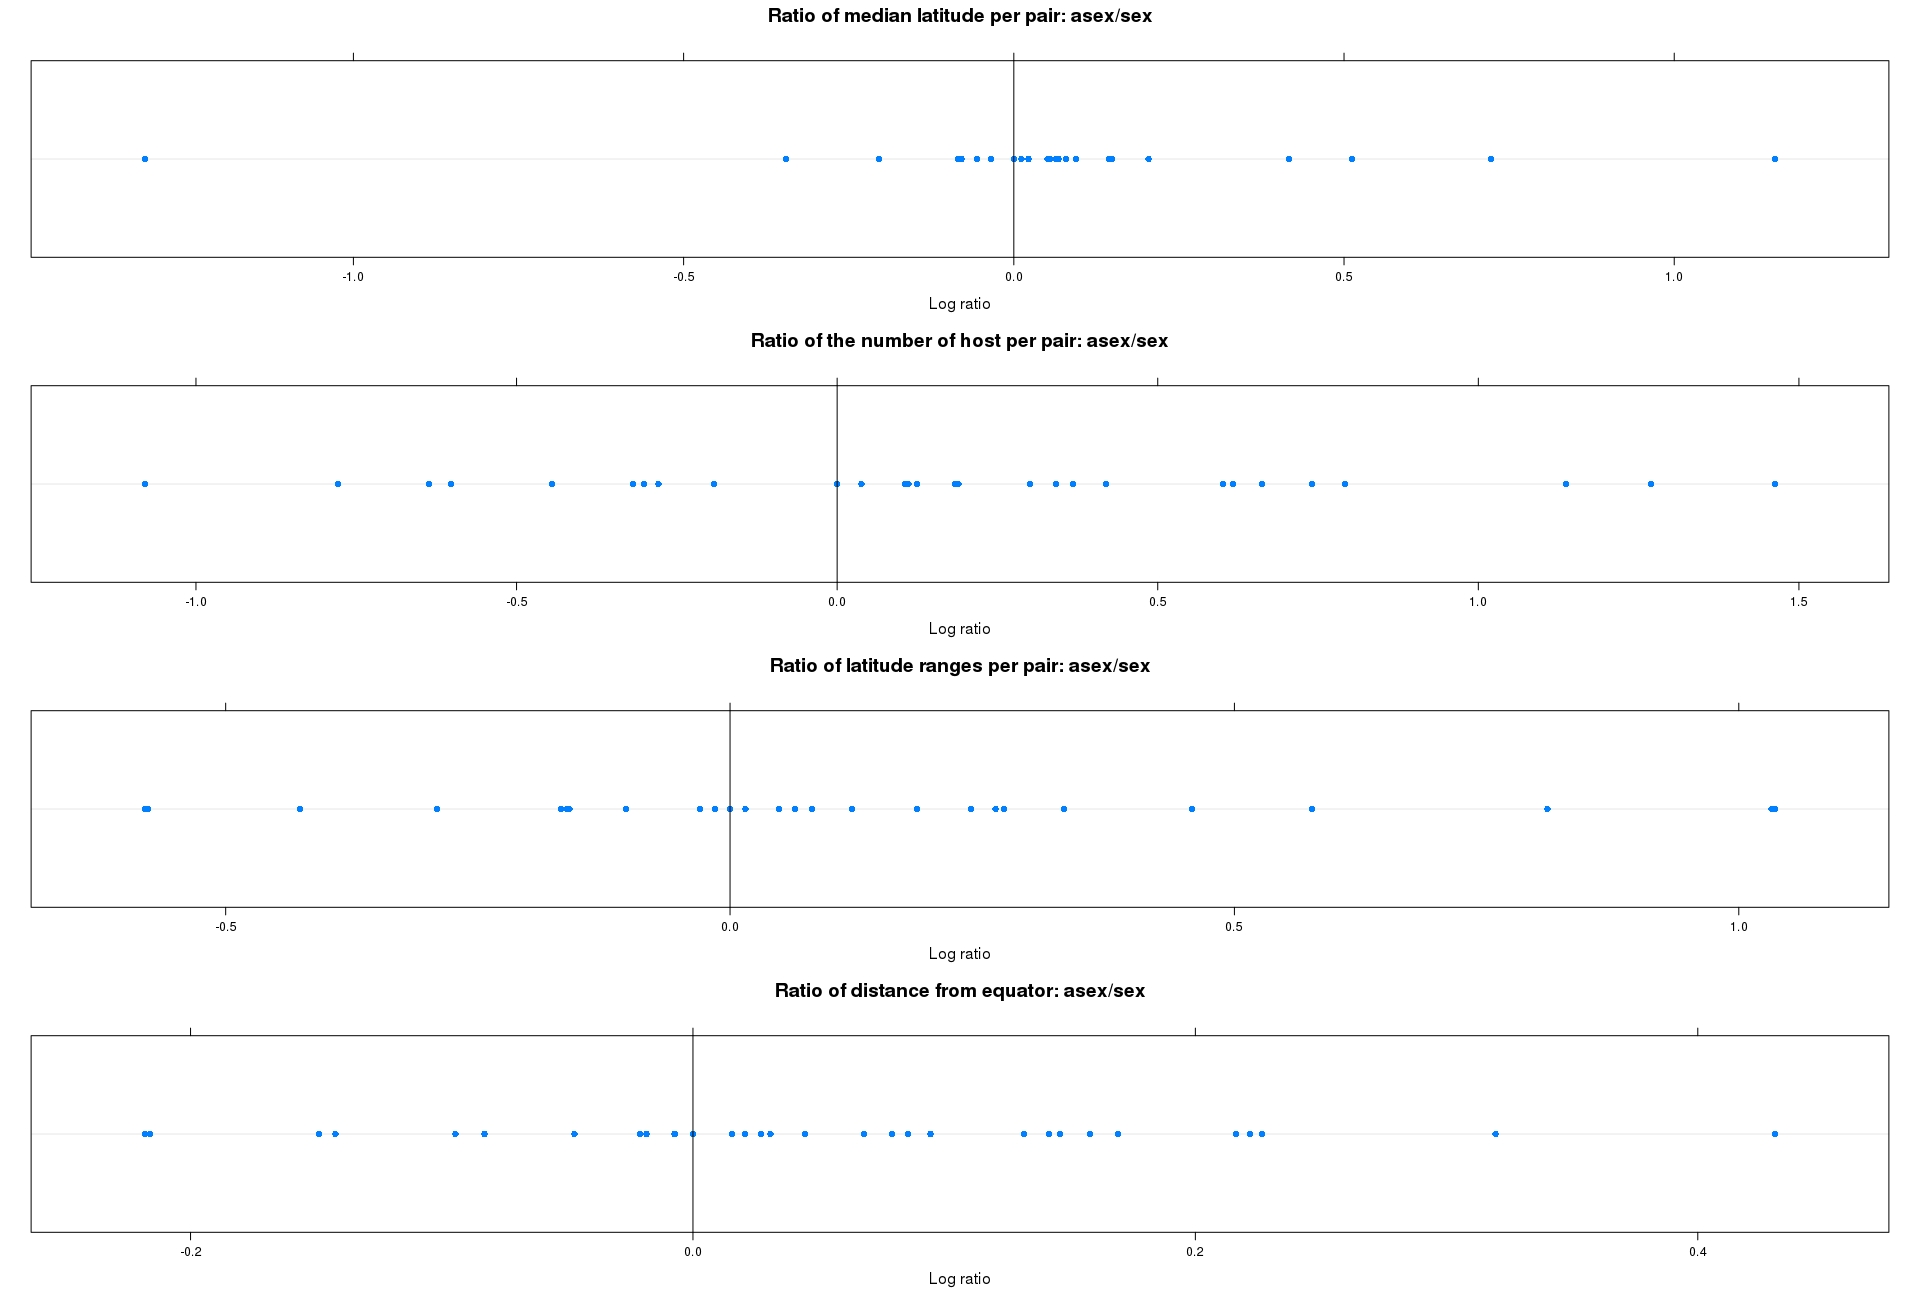 Ratio of median latitude per pair: asex/sex
-1.0 -0.5 0.0 0.5 1.0
Log ratio
Ratio of the number of host per pair: asex/sex
-1.0 -0.5 0.0 0.5 1.0 1.5
Log ratio
Ratio of latitude ranges per pair: asex/sex
-0.5 0.0 0.5 1.0
Log ratio
Ratio of distance from equator: asex/sex
-0.2 0.0 0.2 0.4
Log ratio